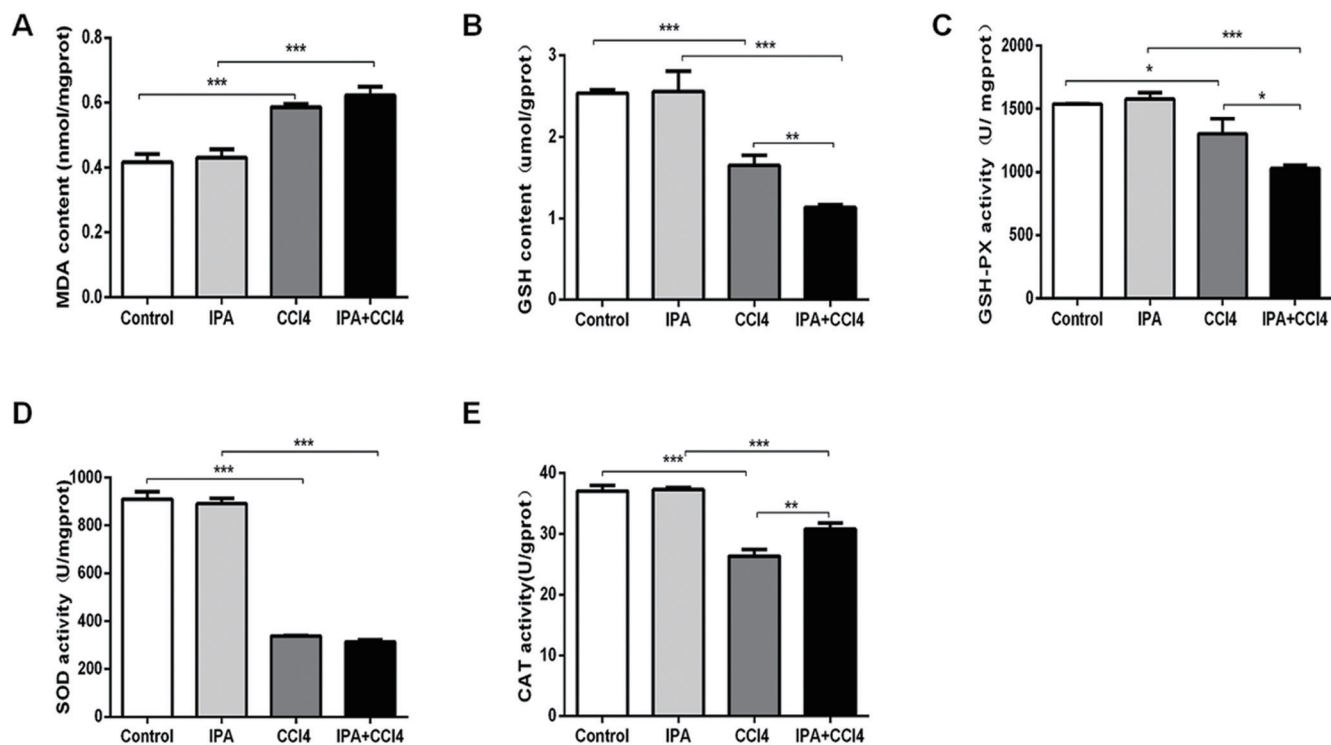 A
MDA content (nmol/mgprot)
0.8
0.6
0.4
0.2
0.0
***
***
Control IPA CCl4 IPA+CCl4
B
GSH content (umol/gprot)
3
2
1
0
***
***
**
Control IPA CCl4 IPA+CCl4
C
GSH-PX activity (U/ mgprot)
2000
1500
1000
500
0
***
*
*
Control IPA CCl4 IPA+CCl4
D
SOD activity (U/mgprot)
1000
800
600
400
200
0
***
***
Control IPA CCl4 IPA+CCl4
E
CAT activity(U/gprot)
40
30
20
10
0
***
***
**
Control IPA CCl4 IPA+CCl4